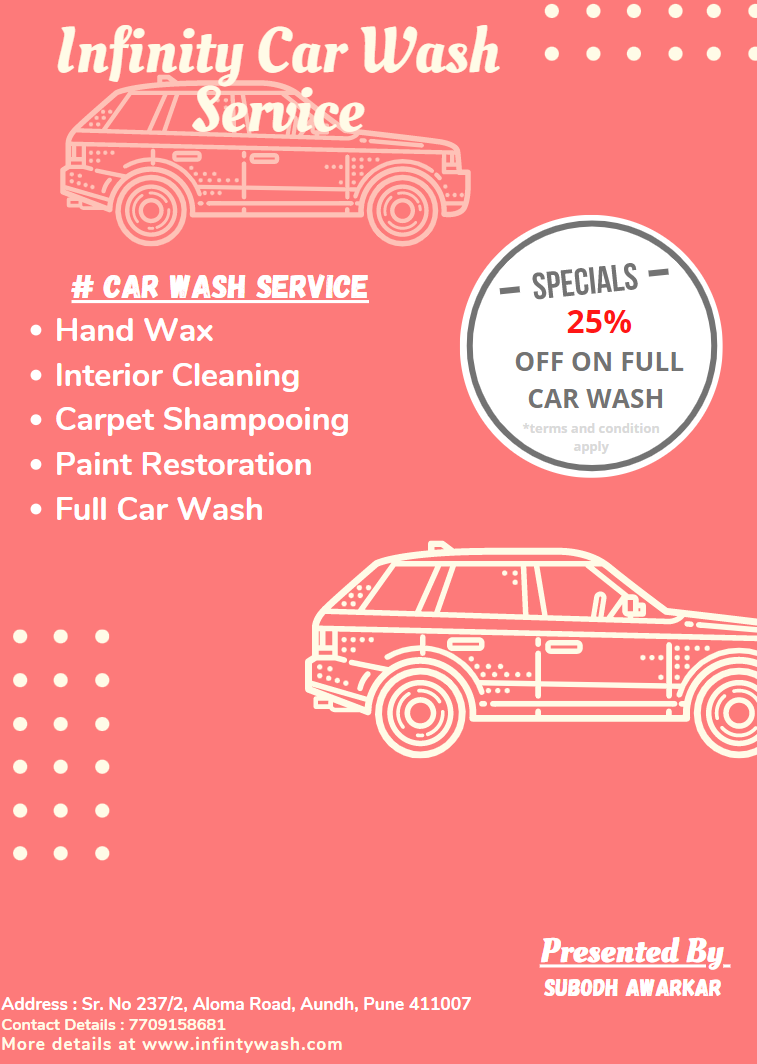 Infinity Car Wash
Service
# CAR WASH SERVICE
• Hand Wax
• Interior Cleaning
• Carpet Shampooing
• Paint Restoration
• Full Car Wash
– SPECIALS –
25%
OFF ON FULL
CAR WASH
*terms and condition
apply
Presented By
SUBODH AWARKAR
Address : Sr. No 237/2, Aloma Road, Aundh, Pune 411007
Contact Details : 7709158681
More details at www.infintywash.com